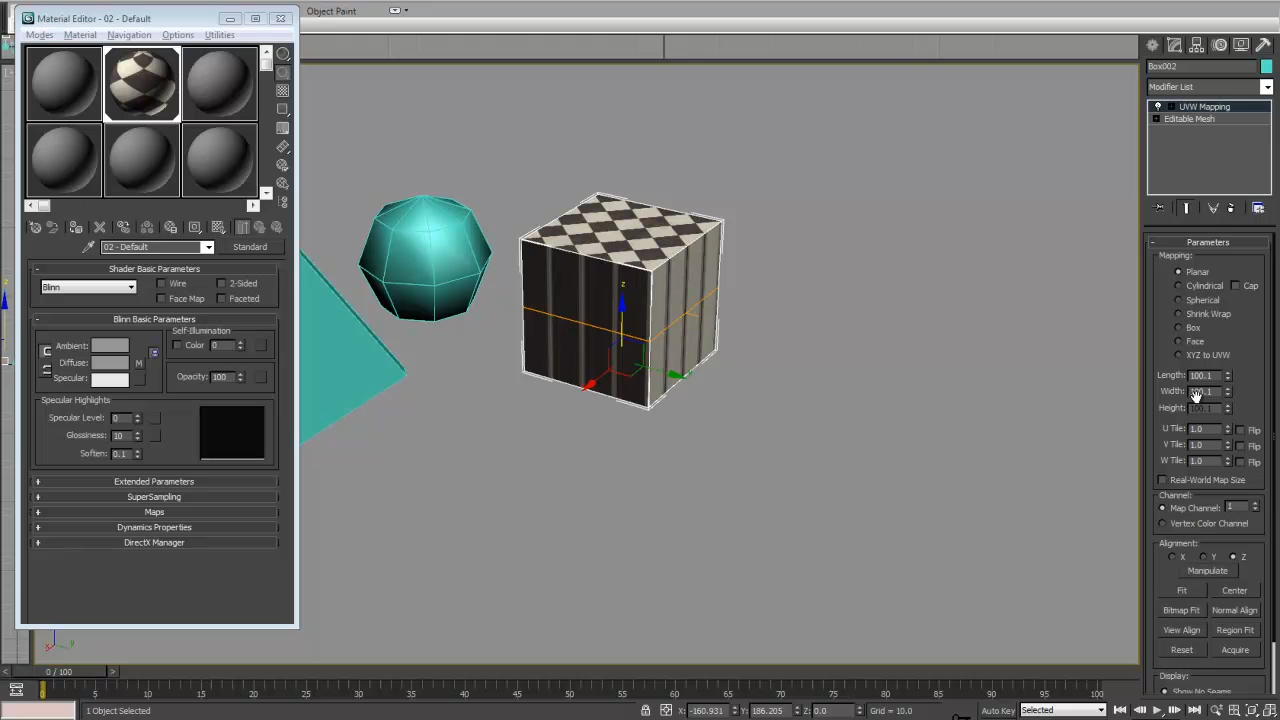 Material Editor - 02 - Default
Object Paint
Modes Material Navigation Options Utilities
02 - Default Standard
Shader Basic Parameters
Blinn Wire 2-Sided
Face Map Faceted
Blinn Basic Parameters
Self-Illumination
Ambient: Color 0
Diffuse: M
Specular: Opacity: 100
Specular Highlights
Specular Level: 0
Glossiness: 10
Soften: 0.1
+ Extended Parameters
+ SuperSampling
+ Maps
+ Dynamics Properties
+ DirectX Manager
z
x y
Box002
Modifier List
UVW Mapping
Editable Mesh
- Parameters
Mapping:
Planar
Cylindrical Cap
Spherical
Shrink Wrap
Box
Face
XYZ to UVW
Length: 100.1
Width:
Height: 100.1
U Tile: 1.0 Flip
V Tile: 1.0 Flip
W Tile: 1.0 Flip
Real-World Map Size
Channel:
Map Channel: 1
Vertex Color Channel
Alignment:
X Y Z
Manipulate
Fit Center
Bitmap Fit Normal Align
View Align Region Fit
Reset Acquire
Display:
Show No Seams
< 0 / 100 >
0 5 10 15 20 25 30 35 40 45 50 55 60 65 70 75 80 85 90 95 100
1 Object Selected X: -160.931 Y: 186.205 Z: 0.0 Grid = 10.0 Auto Key Selected